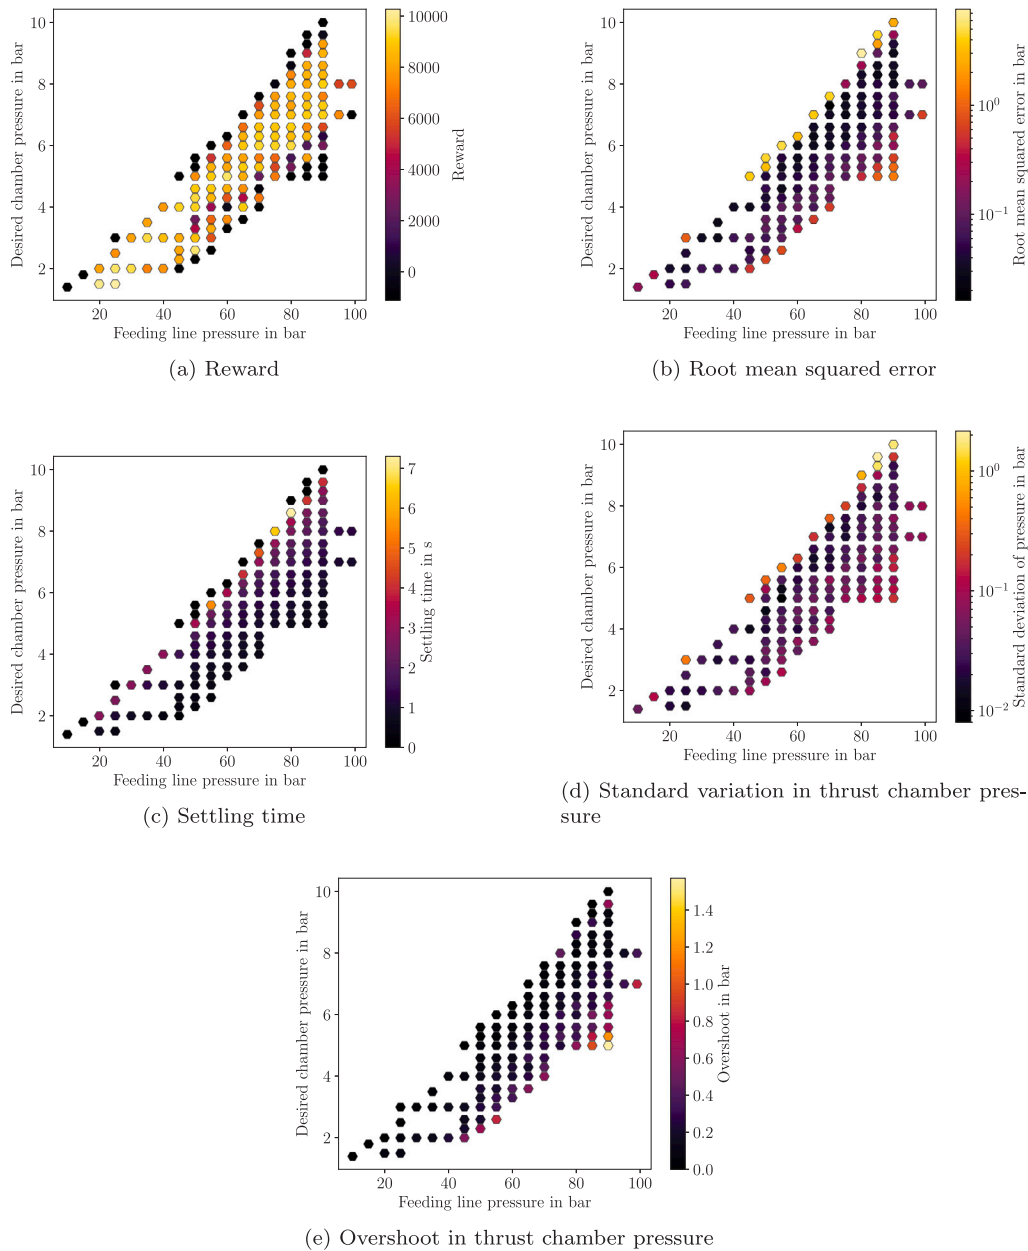 10
8
6
4
2
Desired chamber pressure in bar
20 40 60 80 100
Feeding line pressure in bar
10000
8000
6000
4000
2000
0
Reward
(a) Reward
10
8
6
4
2
Desired chamber pressure in bar
20 40 60 80 100
Feeding line pressure in bar
10⁰
10⁻¹
Root mean squared error in bar
(b) Root mean squared error
10
8
6
4
2
Desired chamber pressure in bar
20 40 60 80 100
Feeding line pressure in bar
7
6
5
4
3
2
1
0
Settling time in s
(c) Settling time
10
8
6
4
2
Desired chamber pressure in bar
20 40 60 80 100
Feeding line pressure in bar
10⁰
10⁻¹
10⁻²
Standard deviation of pressure in bar
(d) Standard variation in thrust chamber pres-
sure
10
8
6
4
2
Desired chamber pressure in bar
20 40 60 80 100
Feeding line pressure in bar
1.4
1.2
1.0
0.8
0.6
0.4
0.2
0.0
Overshoot in bar
(e) Overshoot in thrust chamber pressure